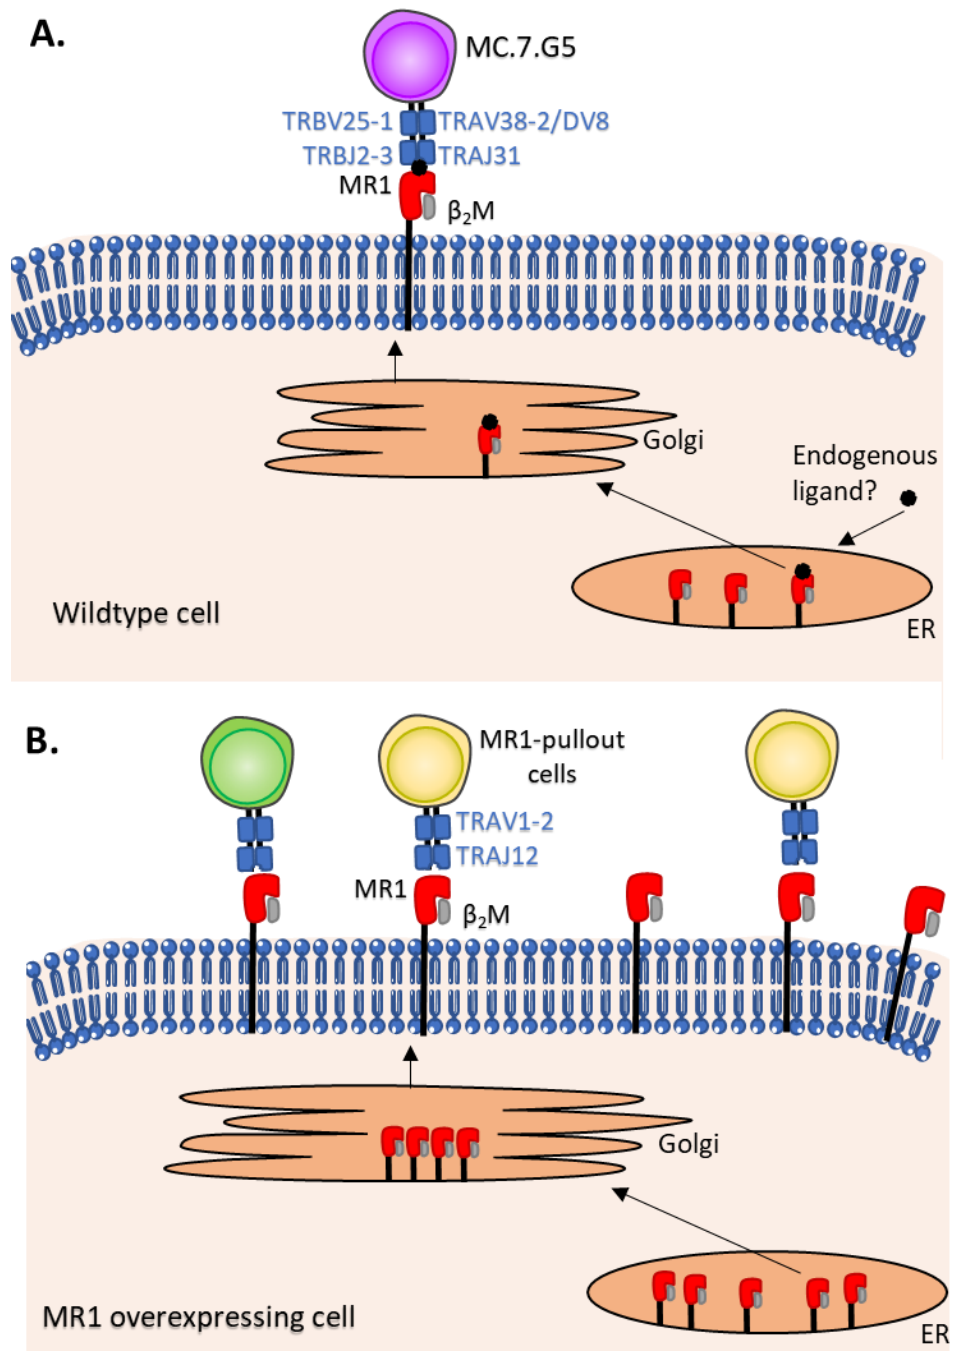 A.
MC.7.G5
TRBV25-1 TRAV38-2/DV8
TRBJ2-3 TRAJ31
MR1
β₂M
Golgi
Endogenous
ligand?
Wildtype cell
ER
B.
MR1-pullout
cells
TRAV1-2
TRAJ12
MR1
β₂M
Golgi
MR1 overexpressing cell
ER